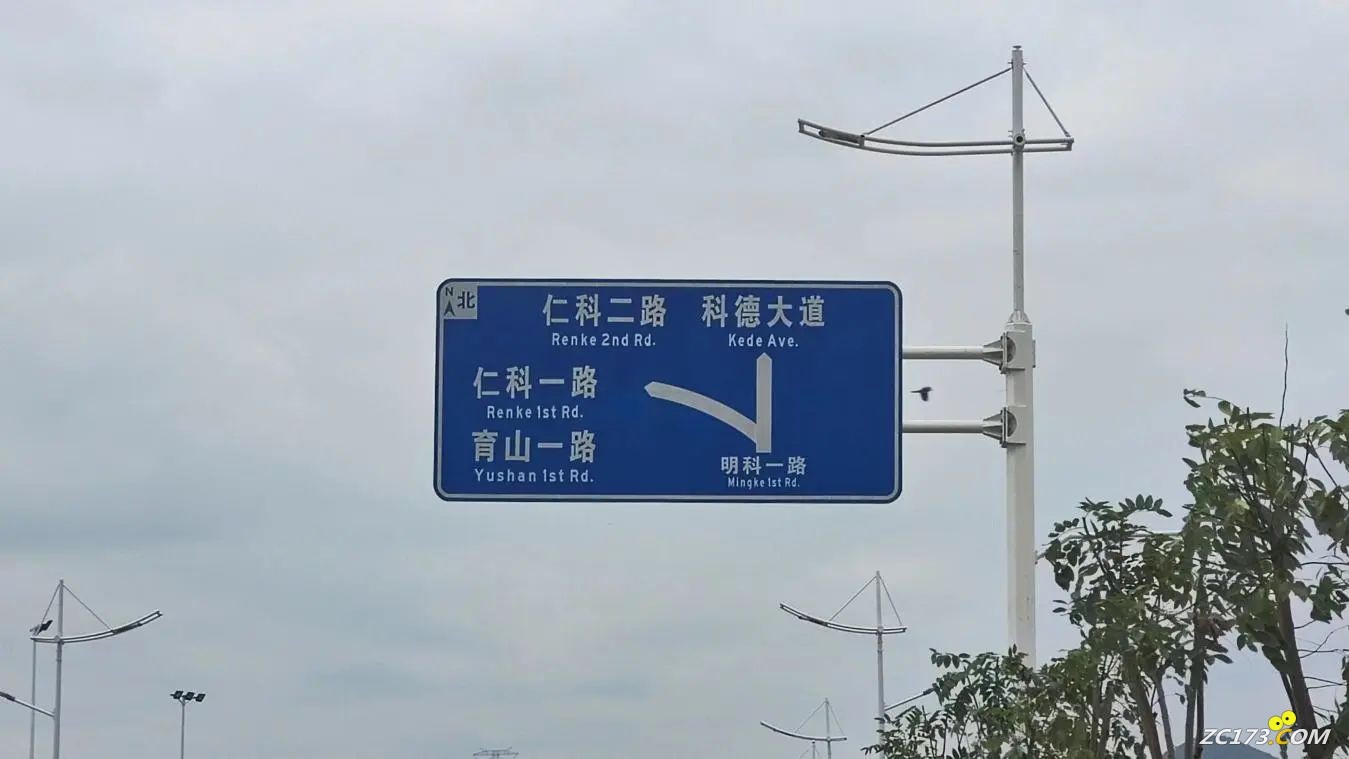 N 北
仁科二路 科德大道
Renke 2nd Rd. Kede Ave.
仁科一路
Renke 1st Rd.
育山一路
Yushan 1st Rd.
明科一路
Mingke 1st Rd.
ZC173.COM